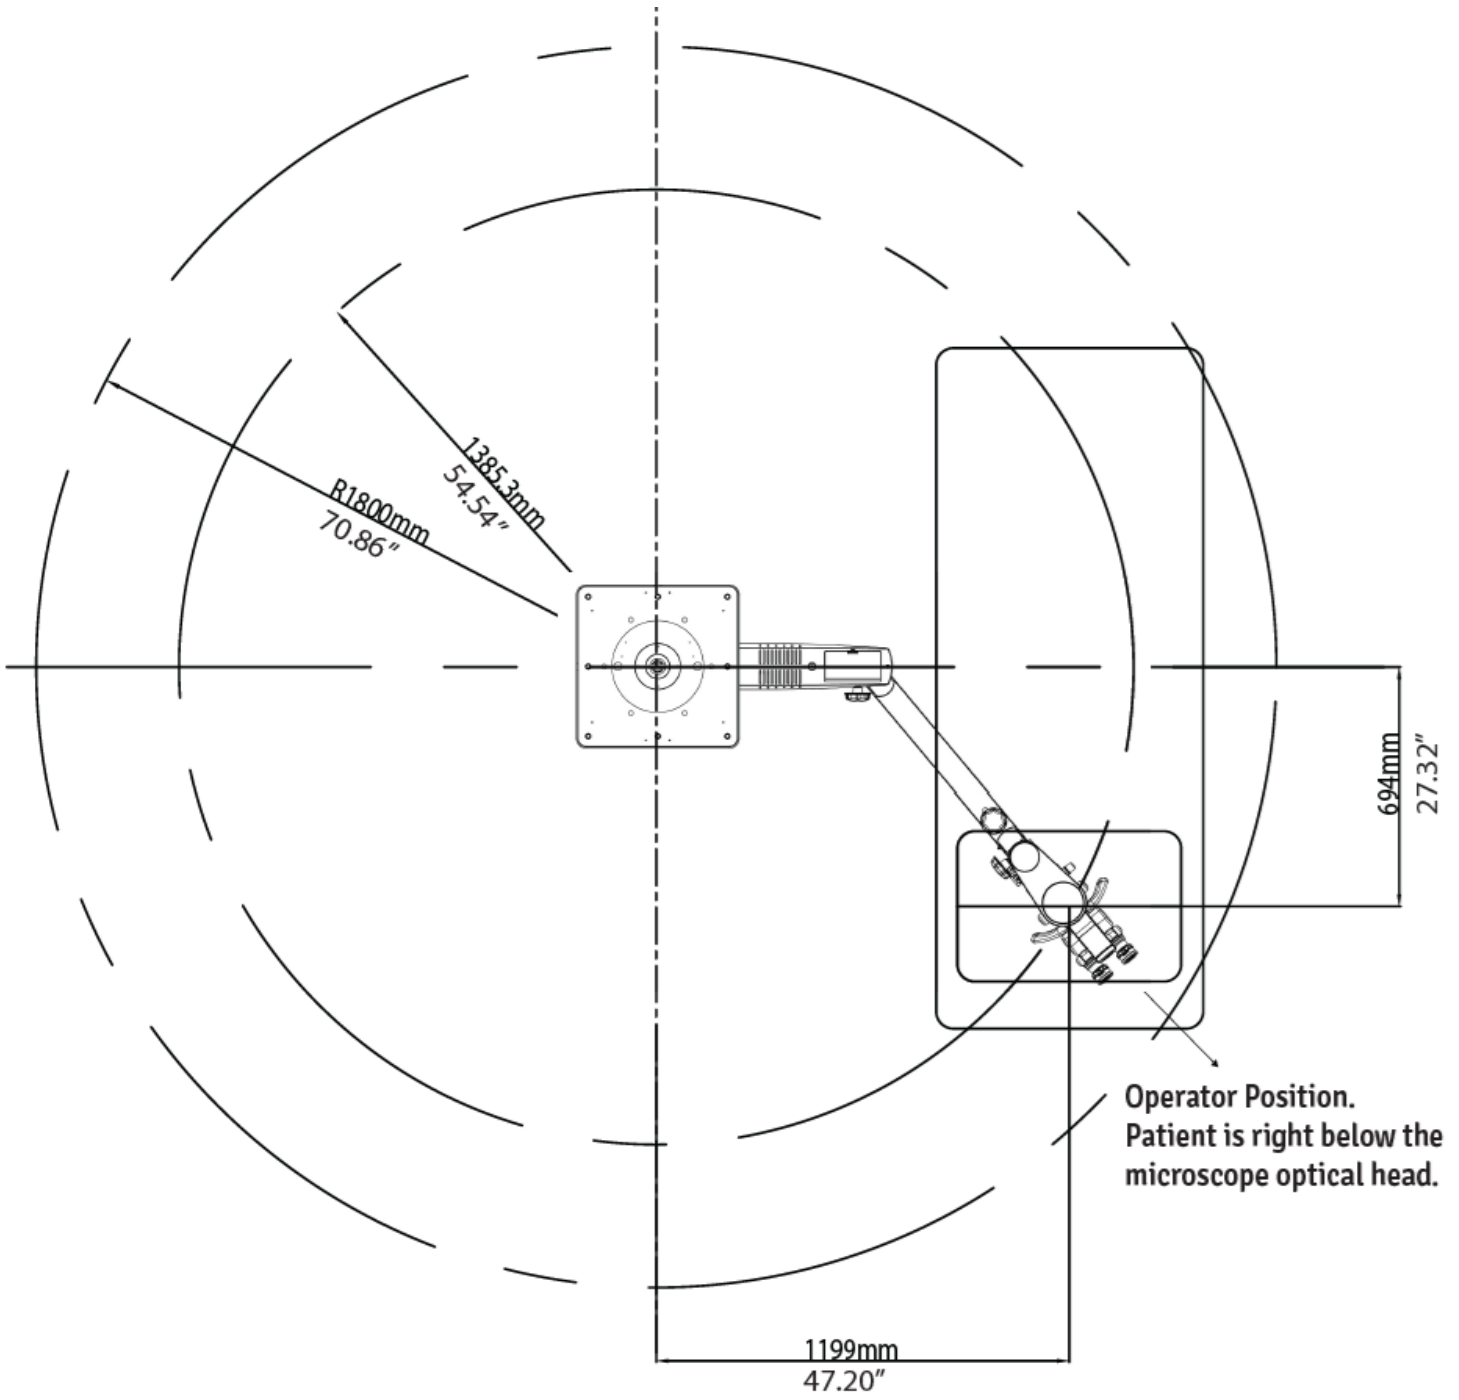 1385.3mm
54.54"
R1800mm
70.86"
694mm
27.32"
Operator Position.
Patient is right below the
microscope optical head.
1199mm
47.20"